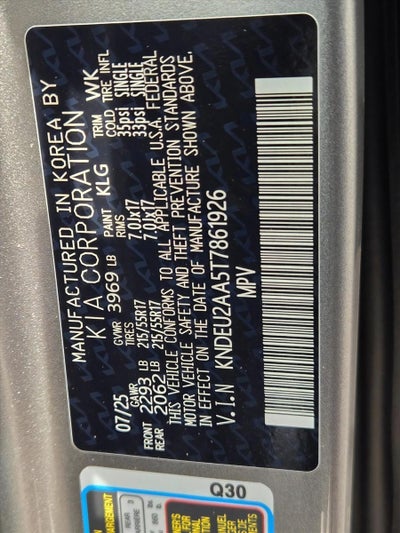 MANUFACTURED IN KOREA BY
KIA CORPORATION
07/25 GVWR 3969 LB PAINT KLG TRIM WK
GAWR TIRES RIMS COLD TIRE INFL
FRONT 2293 LB 215/55R17 7.0Jx17 35psi SINGLE
REAR 2062 LB 215/55R17 7.0Jx17 33psi SINGLE
THIS VEHICLE CONFORMS TO ALL APPLICABLE U.S.A. FEDERAL
MOTOR VEHICLE SAFETY AND THEFT PREVENTION STANDARDS
IN EFFECT ON THE DATE OF MANUFACTURE SHOWN ABOVE.
V.I.N KNDEU2AA5T7861926
MPV
Q30
REAR 3